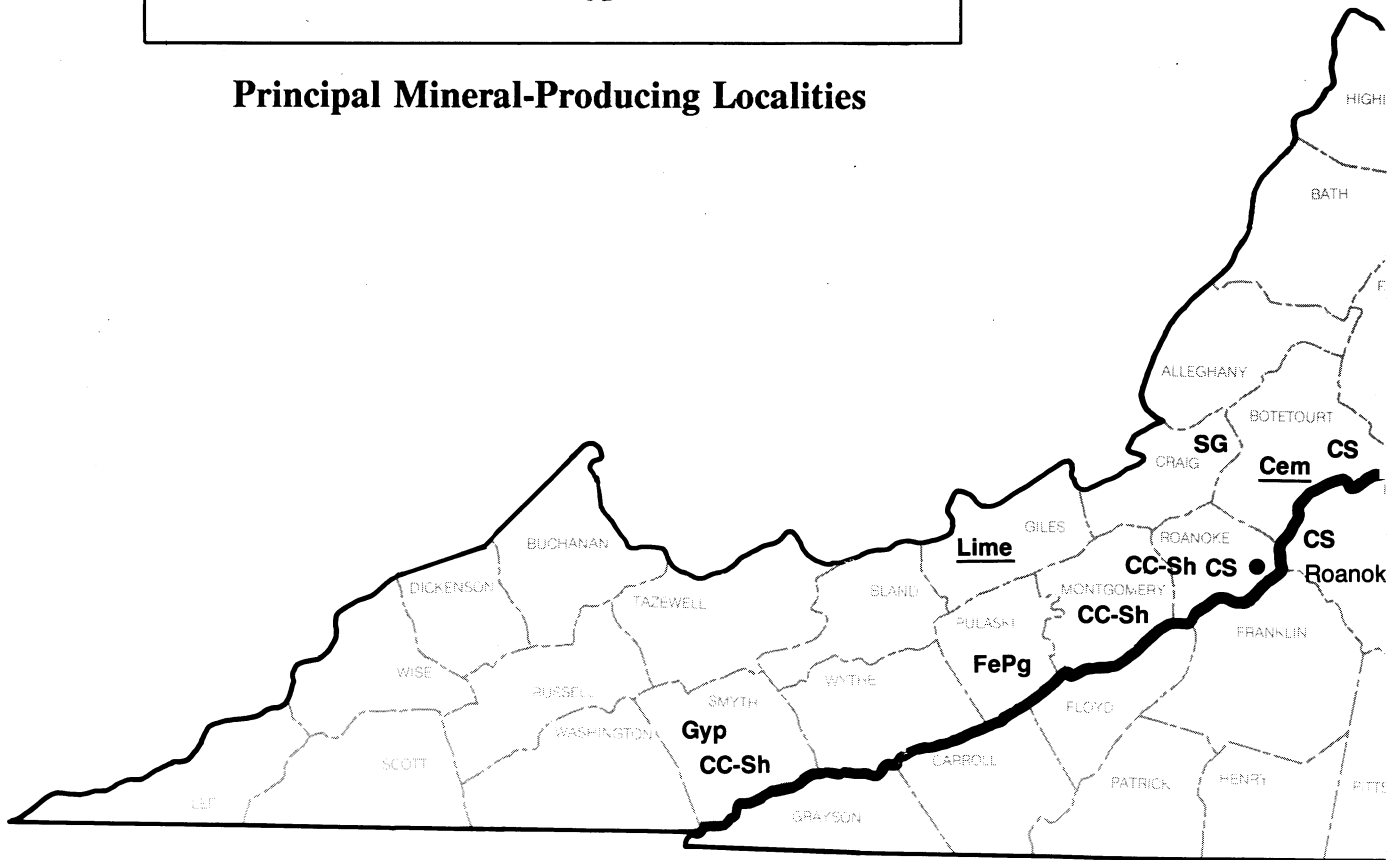 Principal Mineral-Producing Localities
BATH
ALLEGHANY
BOTETOURT
SG
CS
CRAIG
Cem
GILES
ROANOKE
CS
BUCHANAN
Lime
CC-Sh CS
Roanok
DICKENSON
BLAND
MONTGOMERY
TAZEWELL
CC-Sh
PULASKI
FRANKLIN
FePg
WISE
WYTHE
RUSSELL
SMYTH
FLOYD
Gyp
WASHINGTON
CARROLL
SCOTT
CC-Sh
PATRICK
HENRY
PITTS
LEE
GRAYSON